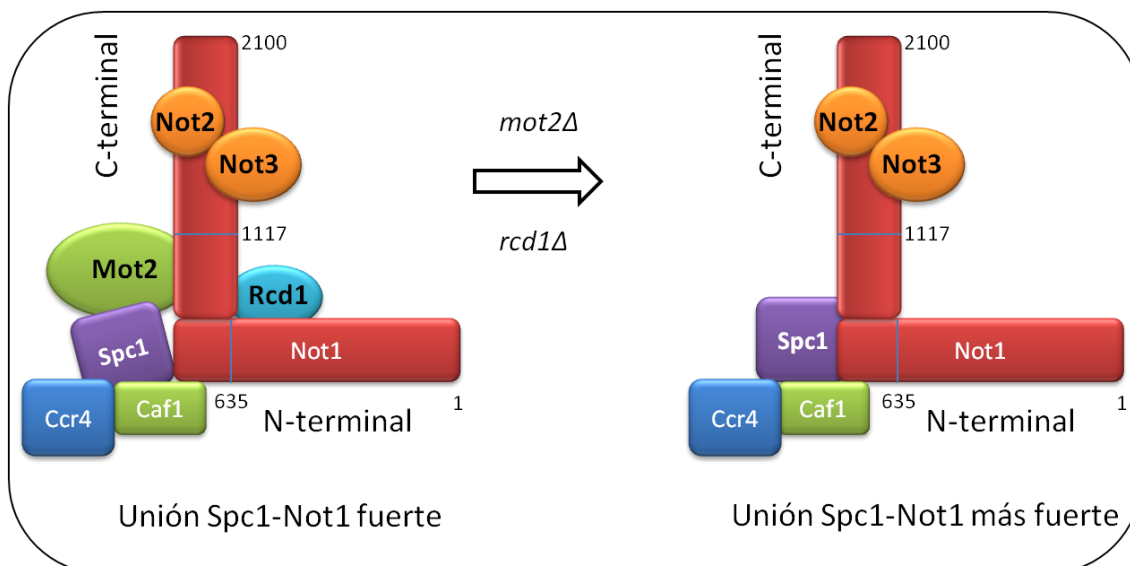 C-terminal
2100
Not2
Not3
1117
Mot2
Rcd1
Spc1
Not1
Ccr4
Caf1
635
1
N-terminal
Unión Spc1-Not1 fuerte
mot2Δ
rcd1Δ
C-terminal
2100
Not2
Not3
1117
Spc1
Not1
Ccr4
Caf1
635
1
N-terminal
Unión Spc1-Not1 más fuerte